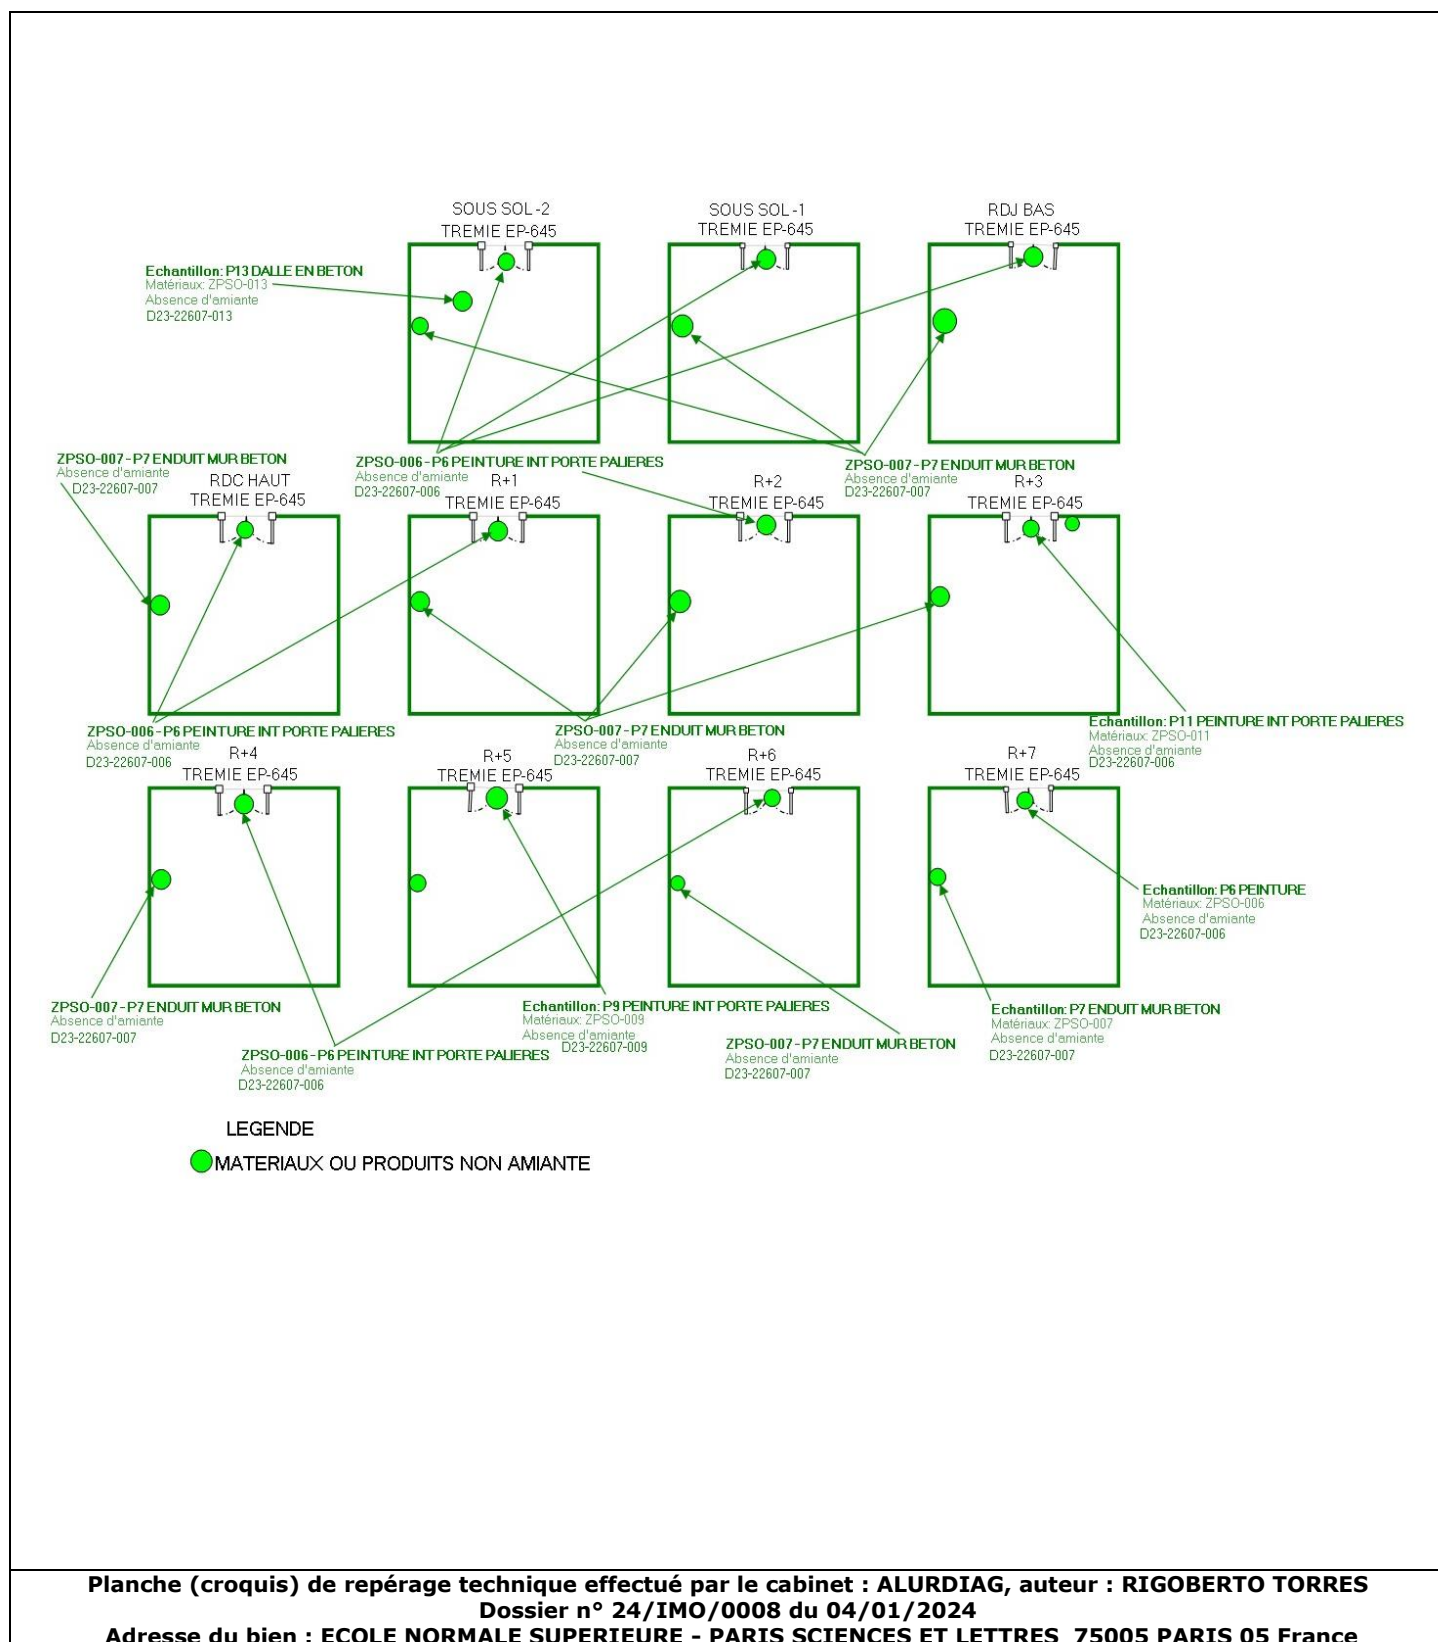 SOUS SOL -2
TREMIE EP-645
SOUS SOL -1
TREMIE EP-645
RDJ BAS
TREMIE EP-645
Echantillon: P13 DALLE EN BETON
Matériaux: ZPSO-013
Absence d'amiante
D23-22607-013
ZPSO-007 - P7 ENDUIT MUR BETON
Absence d'amiante
D23-22607-007
ZPSO-006 - P6 PEINTURE INT PORTE PALIERES
Absence d'amiante
D23-22607-006
ZPSO-007 - P7 ENDUIT MUR BETON
Absence d'amiante
D23-22607-007
RDC HAUT
TREMIE EP-645
R+1
TREMIE EP-645
R+2
TREMIE EP-645
R+3
TREMIE EP-645
ZPSO-006 - P6 PEINTURE INT PORTE PALIERES
Absence d'amiante
D23-22607-006
ZPSO-007 - P7 ENDUIT MUR BETON
Absence d'amiante
D23-22607-007
Echantillon: P11 PEINTURE INT PORTE PALIERES
Matériaux: ZPSO-011
Absence d'amiante
D23-22607-006
R+4
TREMIE EP-645
R+5
TREMIE EP-645
R+6
TREMIE EP-645
R+7
TREMIE EP-645
Echantillon: P6 PEINTURE
Matériaux: ZPSO-006
Absence d'amiante
D23-22607-006
ZPSO-007 - P7 ENDUIT MUR BETON
Absence d'amiante
D23-22607-007
ZPSO-006 - P6 PEINTURE INT PORTE PALIERES
Absence d'amiante
D23-22607-006
Echantillon: P9 PEINTURE INT PORTE PALIERES
Matériaux: ZPSO-009
Absence d'amiante
D23-22607-009
ZPSO-007 - P7 ENDUIT MUR BETON
Absence d'amiante
D23-22607-007
Echantillon: P7 ENDUIT MUR BETON
Matériaux: ZPSO-007
Absence d'amiante
D23-22607-007
LEGENDE
MATERIAUX OU PRODUITS NON AMIANTE
Planche (croquis) de repérage technique effectué par le cabinet : ALURDIAG, auteur : RIGOBERTO TORRES
Dossier n° 24/IMO/0008 du 04/01/2024
Adresse du bien : ECOLE NORMALE SUPERIEURE - PARIS SCIENCES ET LETTRES 75005 PARIS 05 France